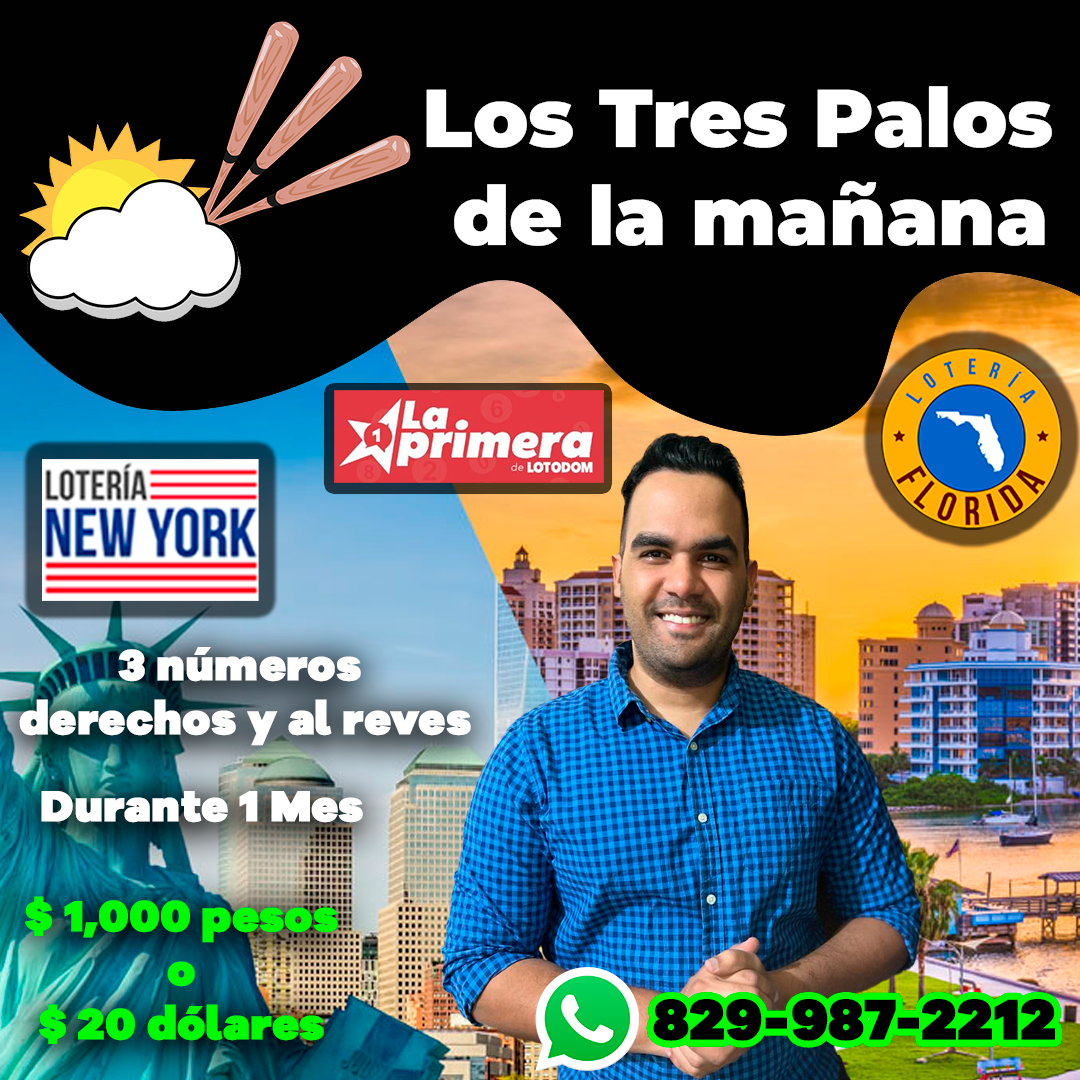 Los Tres Palos
de la mañana
1
La
primera
de LOTODOM
LOTERÍA
FLORIDA
LOTERÍA
NEW YORK
3 números
derechos y al reves
Durante 1 Mes
$ 1,000 pesos
o
$ 20 dólares
829-987-2212